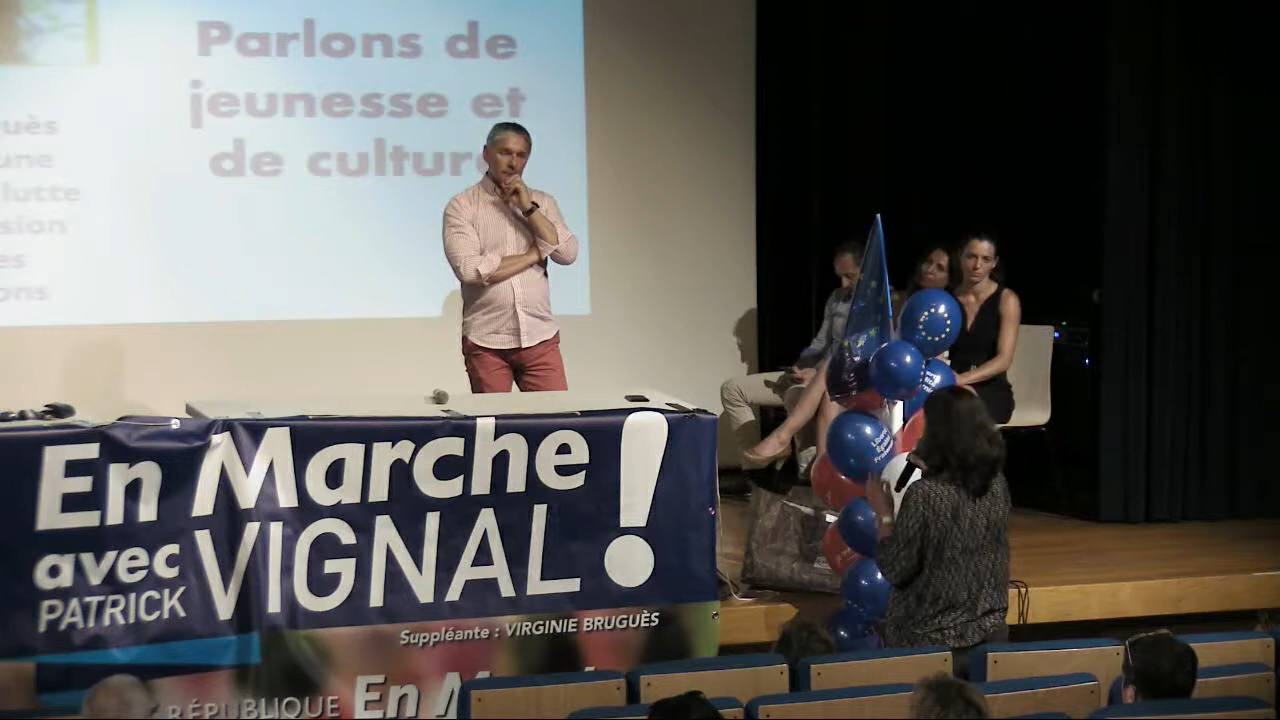 Parlons de
jeunesse et
de culture
uès
une
lutte
sion
es
ons
En Marche !
avec
PATRICK
VIGNAL
Suppléante : VIRGINIE BRUGUÈS
RÉPUBLIQUE En M